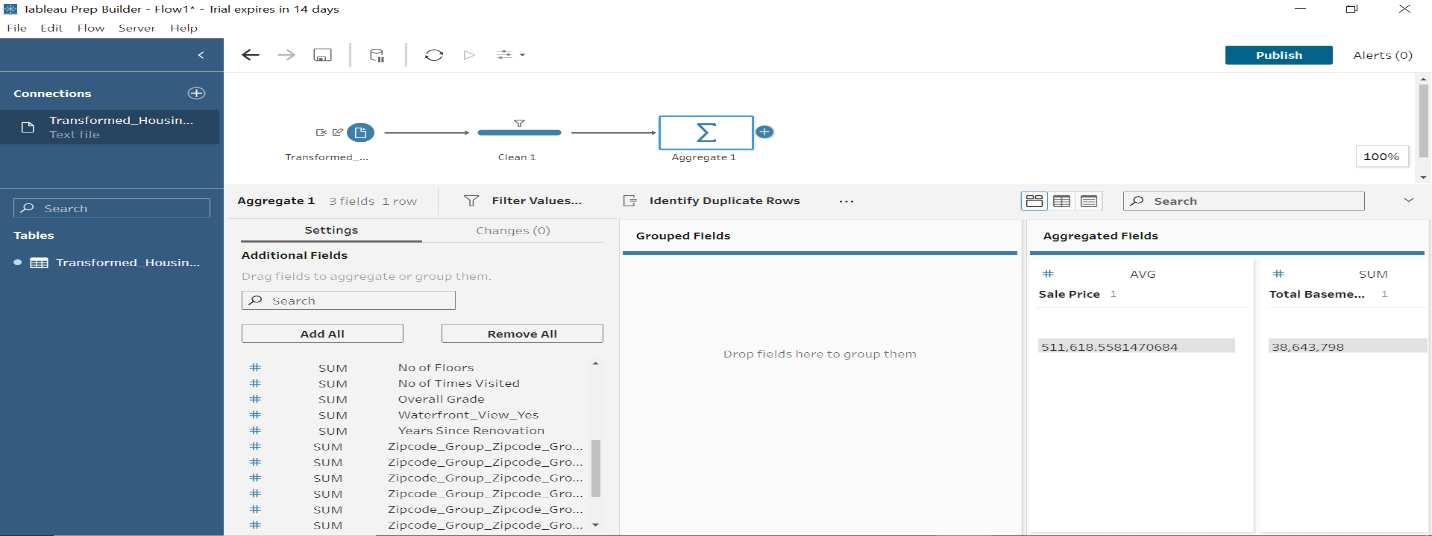 Tableau Prep Builder - Flow1* - Trial expires in 14 days
File Edit Flow Server Help
Publish Alerts (0)
Connections
Transformed_Housin...
Text file
Transformed_...
Clean 1
Aggregate 1
100%
Search
Tables
Transformed_Housin...
Aggregate 1 3 fields 1 row Filter Values... Identify Duplicate Rows ... Search
Settings Changes (0)
Additional Fields
Drag fields to aggregate or group them.
Search
Add All Remove All
# SUM No of Floors
# SUM No of Times Visited
# SUM Overall Grade
# SUM Waterfront_View_Yes
# SUM Years Since Renovation
# SUM Zipcode_Group_Zipcode_Gro...
# SUM Zipcode_Group_Zipcode_Gro...
# SUM Zipcode_Group_Zipcode_Gro...
# SUM Zipcode_Group_Zipcode_Gro...
# SUM Zipcode_Group_Zipcode_Gro...
# SUM Zipcode_Group_Zipcode_Gro...
Grouped Fields
Drop fields here to group them
Aggregated Fields
# AVG
Sale Price 1
511,618.5581470684
# SUM
Total Baseme... 1
38,643,798